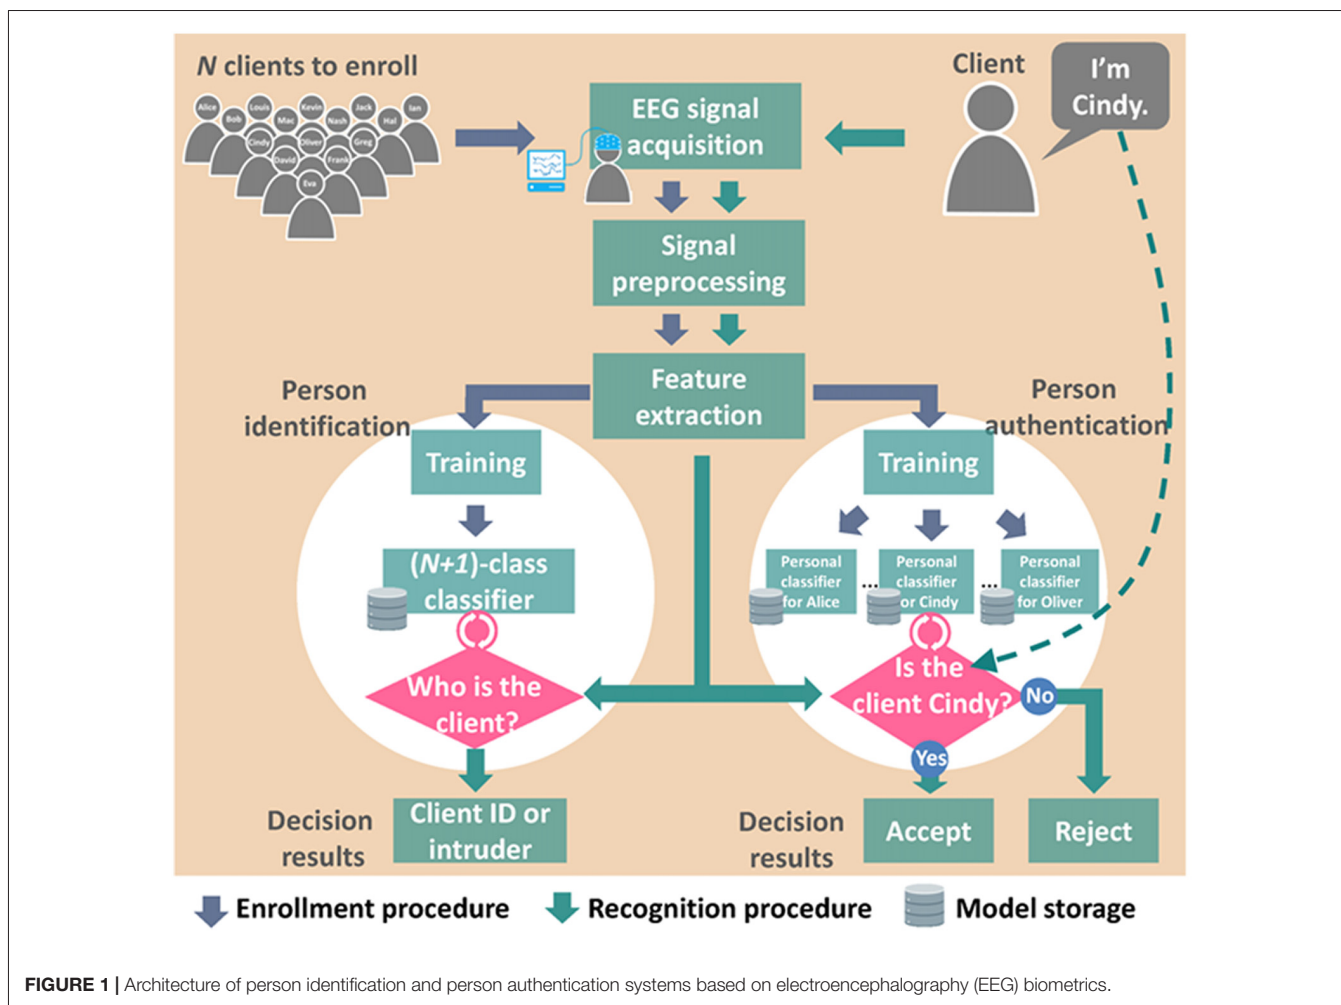 N clients to enroll
Alice
Bob
Louis
Mac
Kevin
Nash
Jack
Hal
Ian
Cindy
Oliver
Greg
David
Frank
Eva
EEG signal
acquisition
Client
I'm
Cindy.
Signal
preprocessing
Feature
extraction
Person
identification
Training
(N+1)-class
classifier
Who is the
client?
Decision
results
Client ID or
intruder
Person
authentication
Training
Personal
classifier
for Alice
...
Personal
classifier
or Cindy
...
Personal
classifier
for Oliver
Is the
client Cindy?
No
Yes
Decision
results
Accept
Reject
Enrollment procedure
Recognition procedure
Model storage
FIGURE 1 | Architecture of person identification and person authentication systems based on electroencephalography (EEG) biometrics.